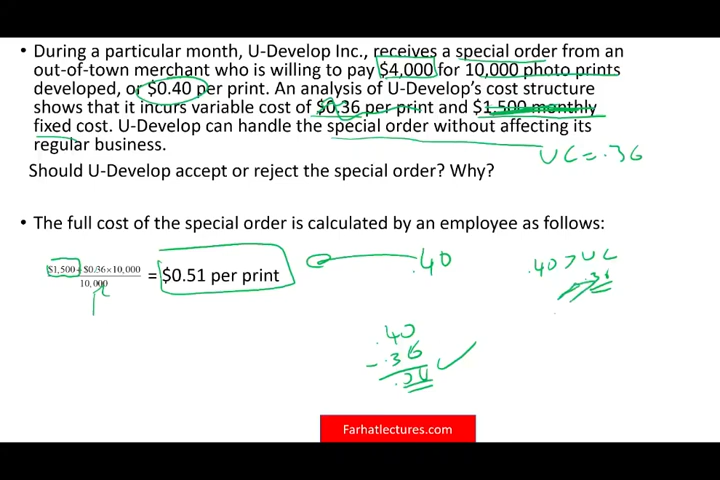 • During a particular month, U-Develop Inc., receives a special order from an
out-of-town merchant who is willing to pay $4,000 for 10,000 photo prints
developed, or $0.40 per print. An analysis of U-Develop's cost structure
shows that it incurs variable cost of $0.36 per print and $1,500 monthly
fixed cost. U-Develop can handle the special order without affecting its
regular business.
VC = .36
Should U-Develop accept or reject the special order? Why?
• The full cost of the special order is calculated by an employee as follows:
$1,500 + $0.36 × 10,000
10,000
= $0.51 per print
.40
.40 > VC
.36
.40
- .36
.04
Farhatlectures.com